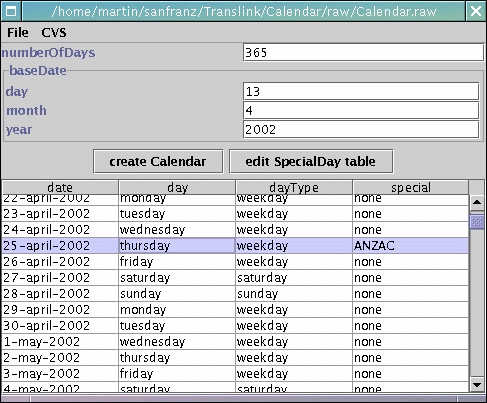 /home/martin/sanfranz/Translink/Calendar/raw/Calendar.raw
File CVS
numberOfDays 365
baseDate
day 13
month 4
year 2002
create Calendar edit SpecialDay table
date day dayType special
22-april-2002 monday weekday none
23-april-2002 tuesday weekday none
24-april-2002 wednesday weekday none
25-april-2002 thursday weekday ANZAC
26-april-2002 friday weekday none
27-april-2002 saturday saturday none
28-april-2002 sunday sunday none
29-april-2002 monday weekday none
30-april-2002 tuesday weekday none
1-may-2002 wednesday weekday none
2-may-2002 thursday weekday none
3-may-2002 friday weekday none
4-may-2002 saturday saturday none